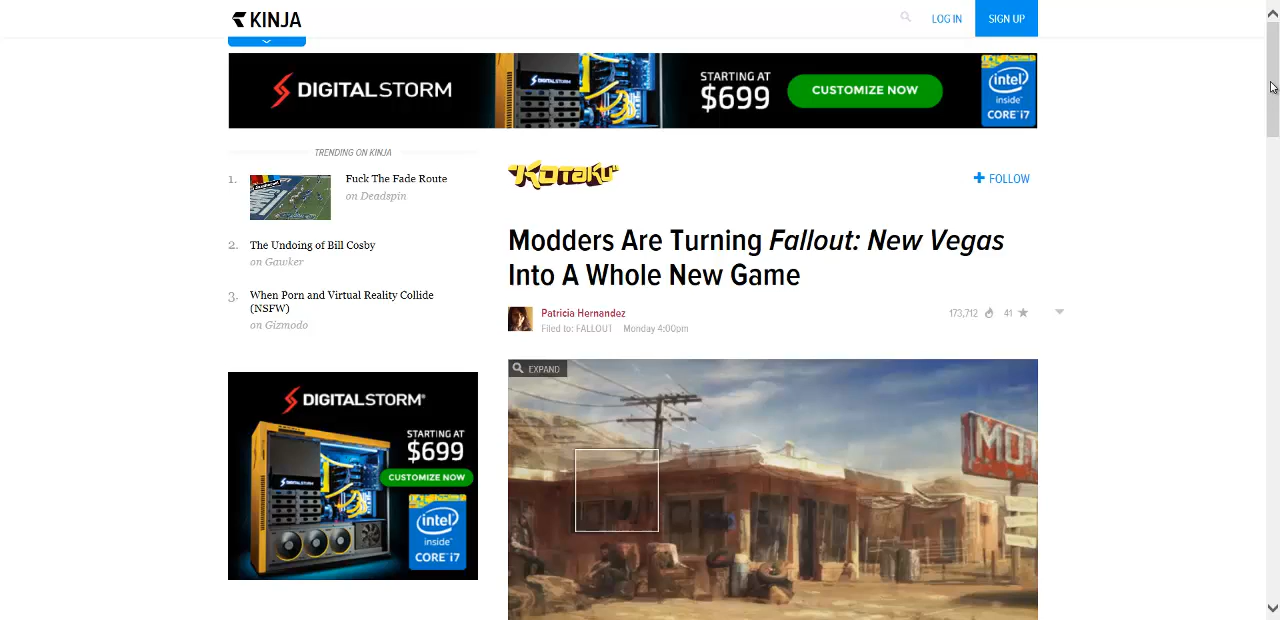 KINJA
LOG IN
SIGN UP
DIGITALSTORM
STARTING AT
$699
CUSTOMIZE NOW
intel
inside
CORE i7
TRENDING ON KINJA
1.
Fuck The Fade Route
on Deadspin
2.
The Undoing of Bill Cosby
on Gawker
3.
When Porn and Virtual Reality Collide
(NSFW)
on Gizmodo
DIGITALSTORM
STARTING AT
$699
CUSTOMIZE NOW
intel
inside
CORE i7
KOTAKU
+ FOLLOW
Modders Are Turning Fallout: New Vegas
Into A Whole New Game
Patricia Hernandez
Filed to: FALLOUT Monday 4:00pm
173,712 41
EXPAND
MOT